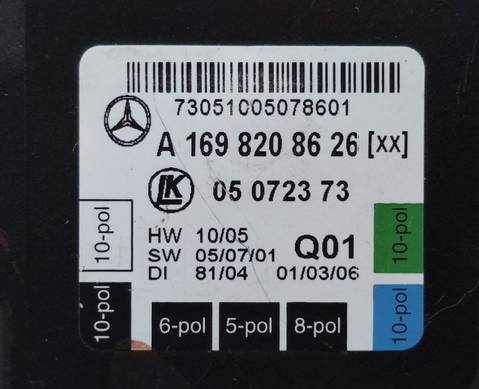 73051005078601
A 169 820 86 26 [xx]
LK 05 0723 73
HW 10/05
SW 05/07/01 Q01
DI 81/04 01/03/06
10-pol
10-pol
10-pol
10-pol
6-pol 5-pol 8-pol